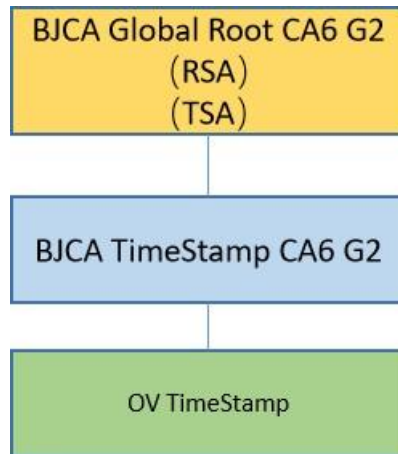 BJCA Global Root CA6 G2
（RSA）
（TSA）
BJCA TimeStamp CA6 G2
OV TimeStamp